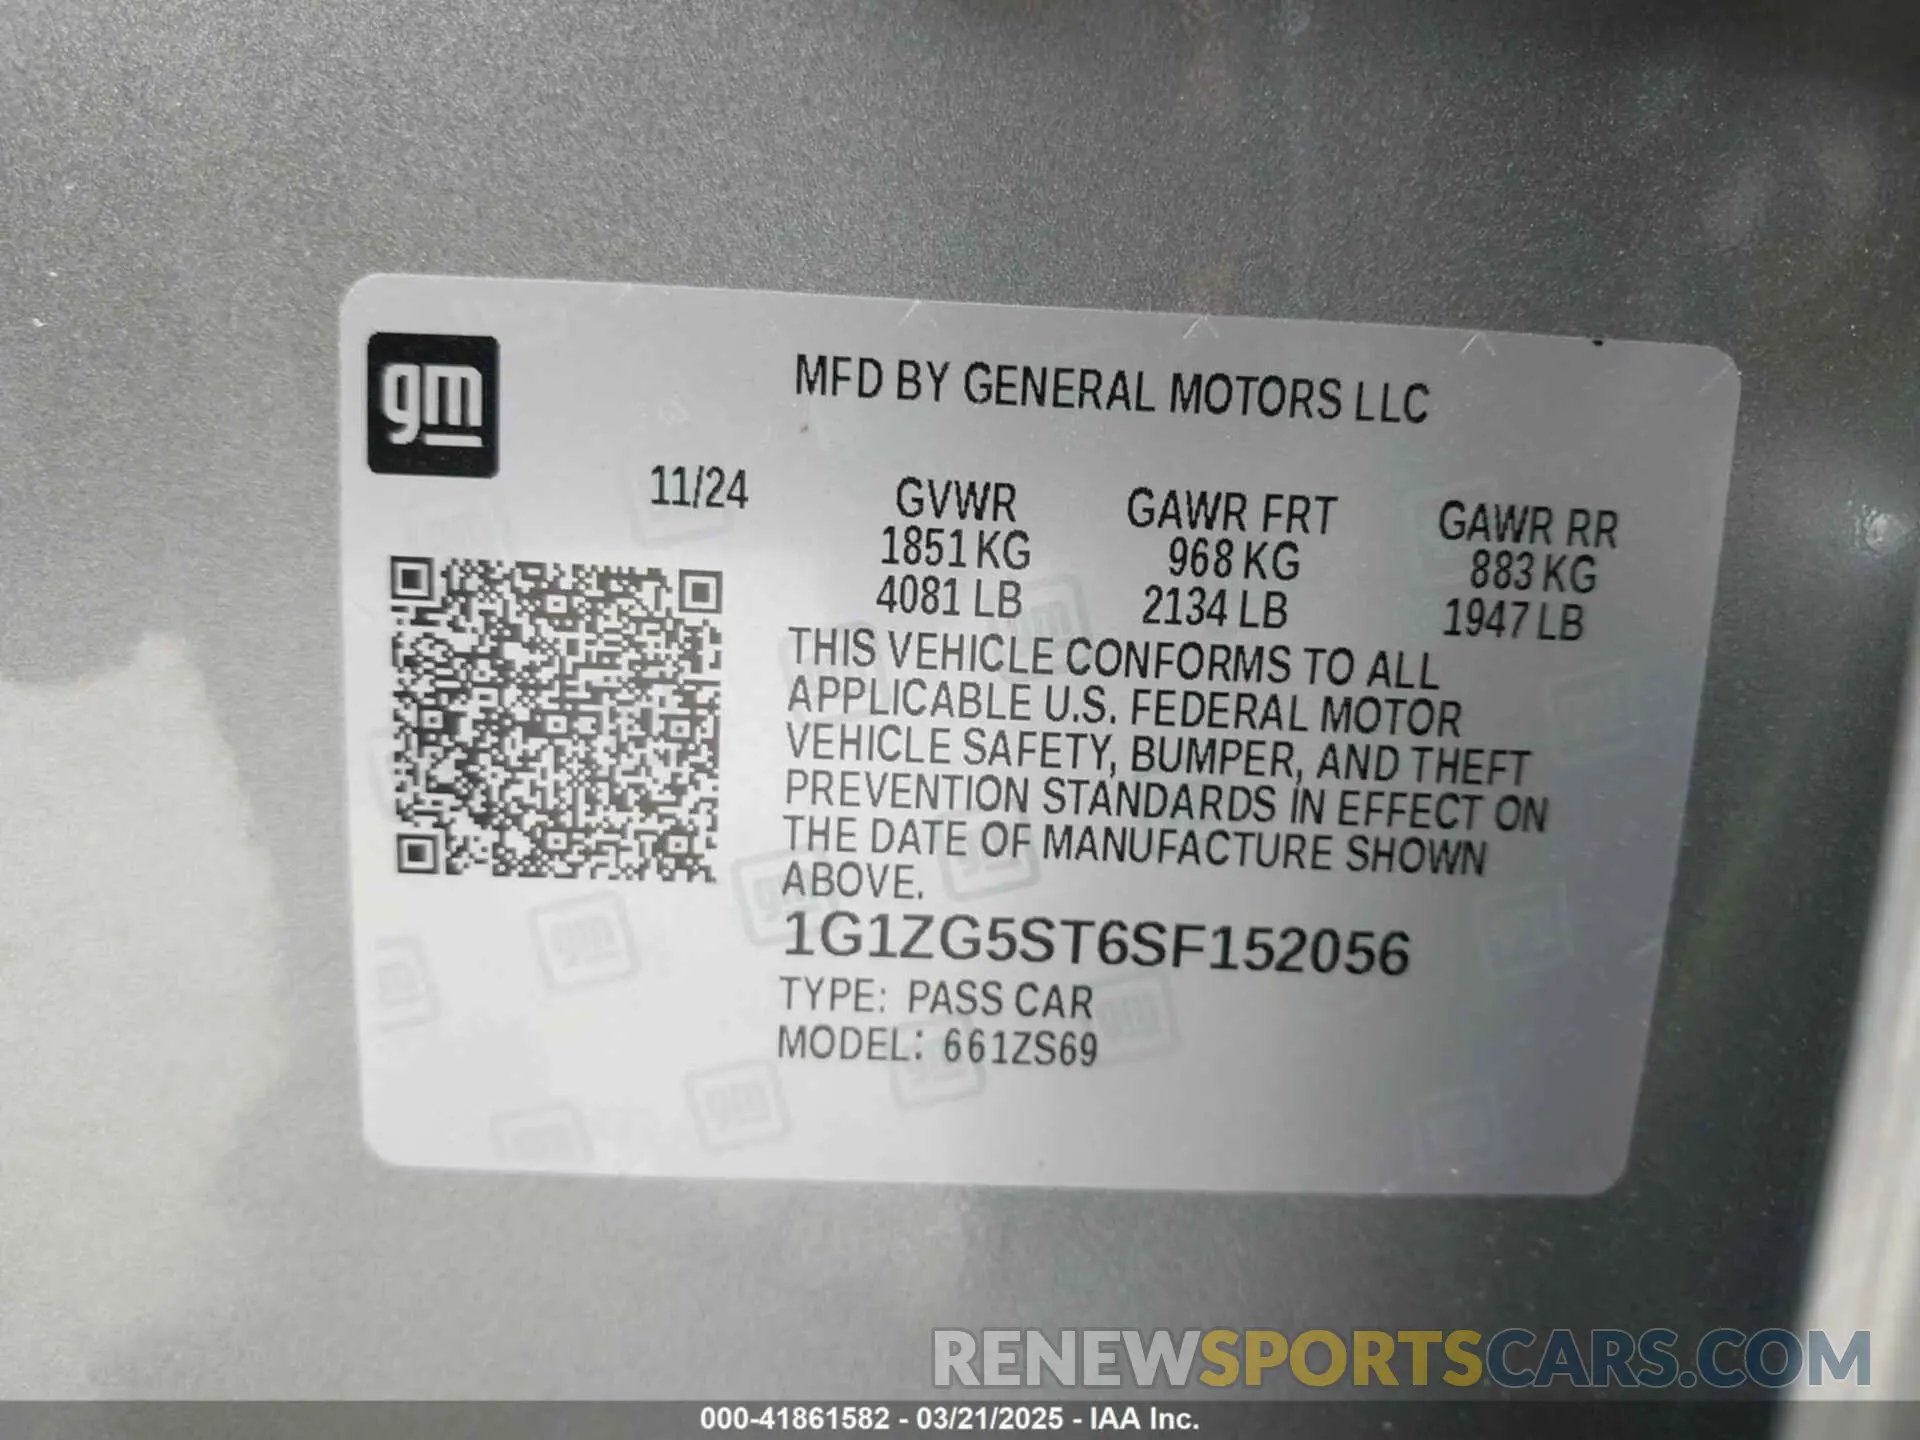 gm
MFD BY GENERAL MOTORS LLC
11/24
GVWR GAWR FRT GAWR RR
1851 KG 968 KG 883 KG
4081 LB 2134 LB 1947 LB
THIS VEHICLE CONFORMS TO ALL
APPLICABLE U.S. FEDERAL MOTOR
VEHICLE SAFETY, BUMPER, AND THEFT
PREVENTION STANDARDS IN EFFECT ON
THE DATE OF MANUFACTURE SHOWN
ABOVE.
1G1ZG5ST6SF152056
TYPE: PASS CAR
MODEL: 661ZS69
RENEWSPORTSCARS.COM
000-41861582 - 03/21/2025 - IAA Inc.